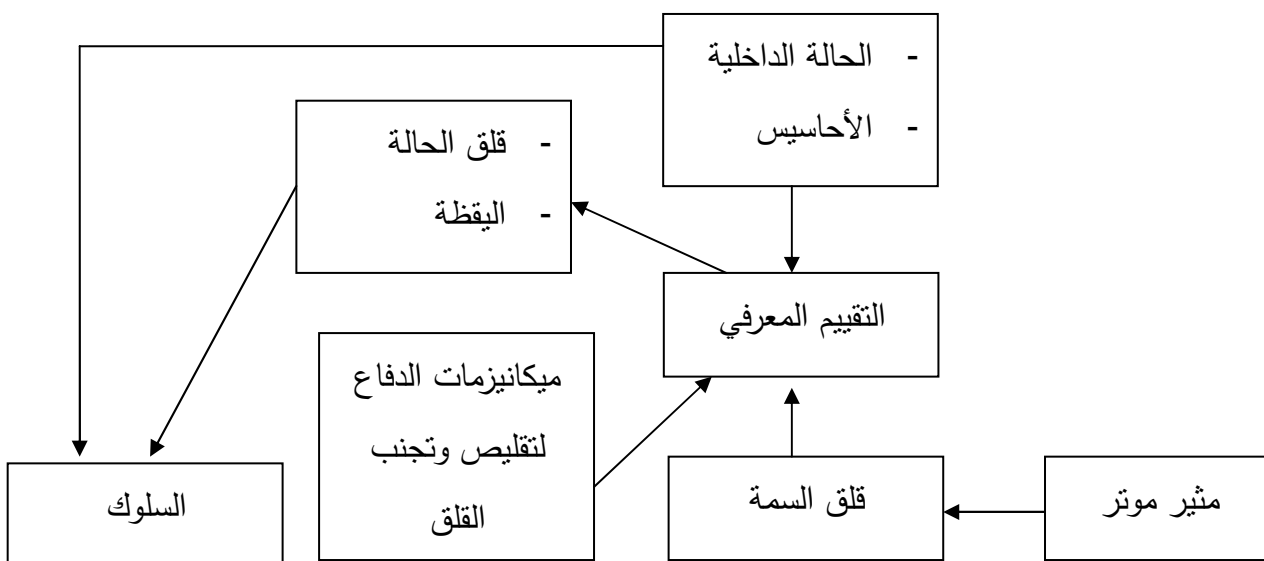 - الحالة الداخلية
- الأحاسيس
- قلق الحالة
- اليقظة
التقييم المعرفي
ميكانيزمات الدفاع
لتقليص وتجنب
القلق
مثير موتر
قلق السمة
السلوك